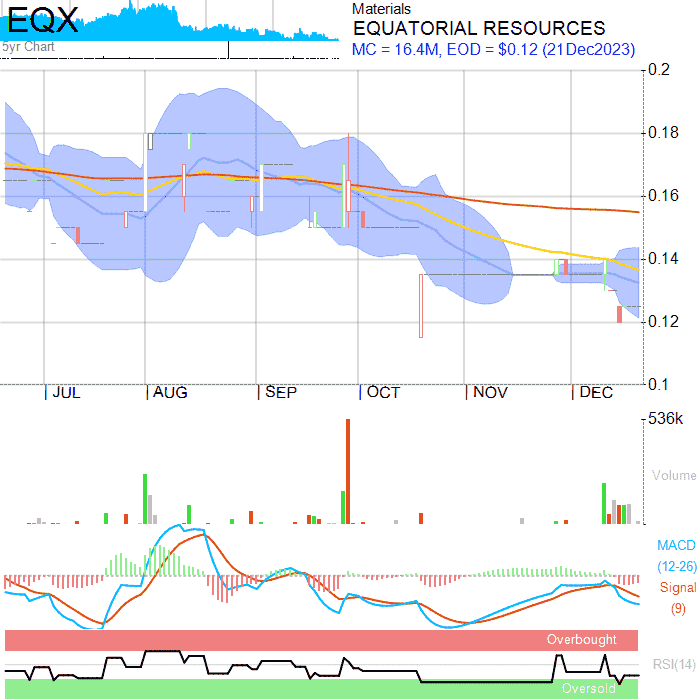 EQX
5yr Chart
Materials
EQUATORIAL RESOURCES
MC = 16.4M, EOD = $0.12 (21Dec2023)
0.2
0.18
0.16
0.14
0.12
0.1
JUL AUG SEP OCT NOV DEC
536k
Volume
MACD
(12-26)
Signal
(9)
Overbought
RSI(14)
Oversold